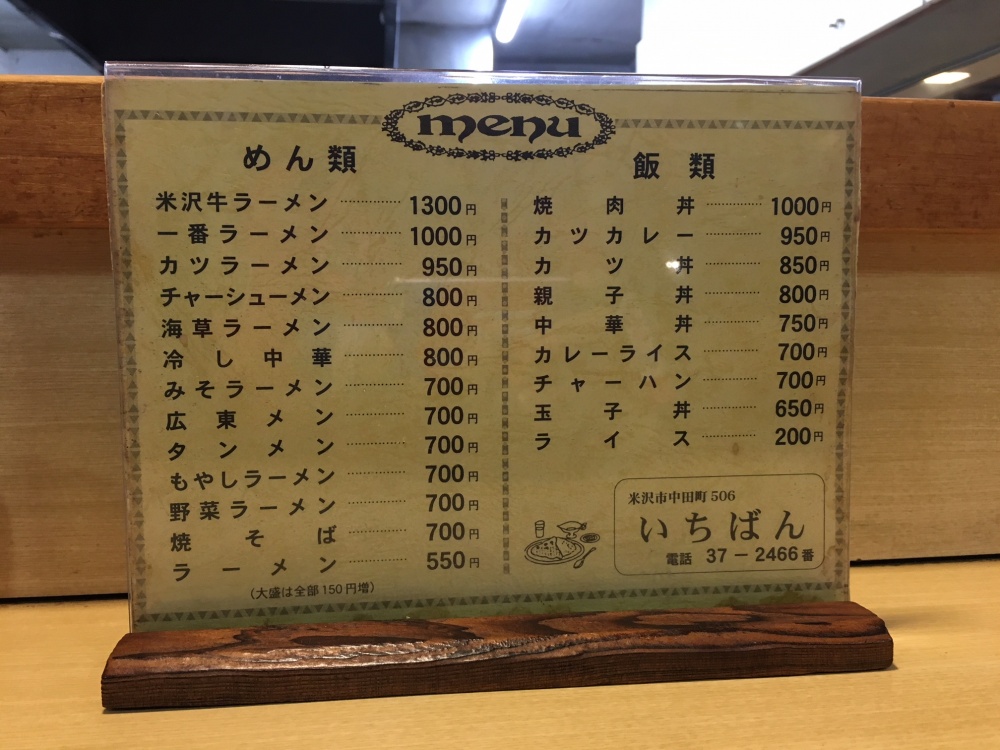 menu
めん類
米沢牛ラーメン 1300円
一番ラーメン 1000円
カツラーメン 950円
チャーシューメン 800円
海草ラーメン 800円
冷し中華 800円
みそラーメン 700円
広東メン 700円
タンメン 700円
もやしラーメン 700円
野菜ラーメン 700円
焼そば 700円
ラーメン 550円
(大盛は全部150円増)
飯類
焼肉丼 1000円
カツカレー 950円
カツ丼 850円
親子丼 800円
中華丼 750円
カレーライス 700円
チャーハン 700円
玉子丼 650円
ライス 200円
米沢市中田町506
いちばん
電話 37-2466番